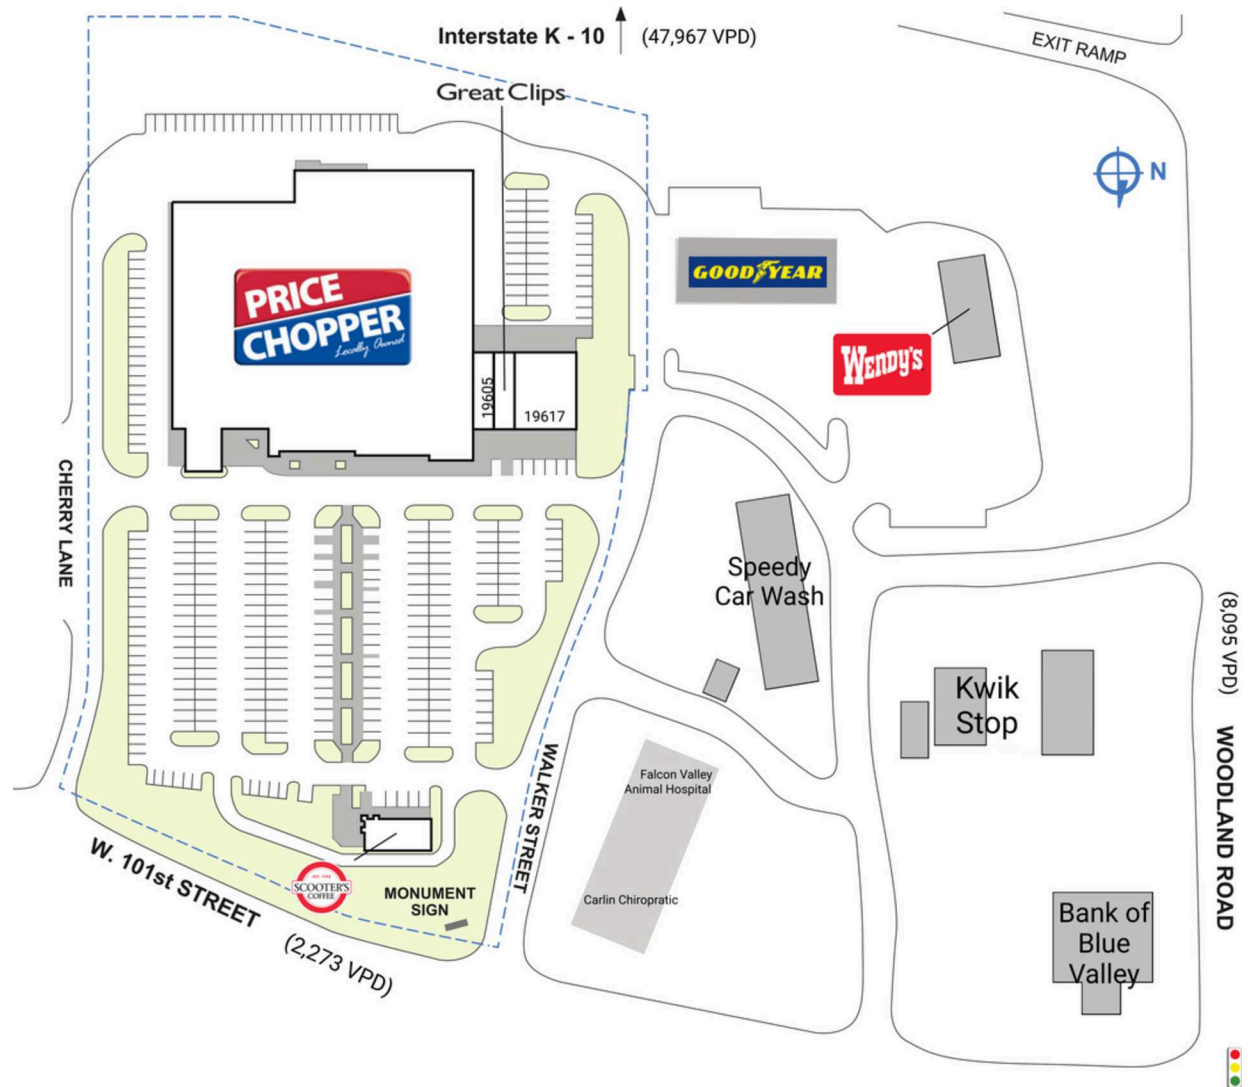 Interstate K - 10 (47,967 VPD)
EXIT RAMP
Great Clips
N
PRICE
CHOPPER
Locally Owned
GOODYEAR
WENDY'S
19605
19617
CHERRY LANE
Speedy
Car Wash
(8,095 VPD)
WOODLAND ROAD
Kwik
Stop
WALKER STREET
Falcon Valley
Animal Hospital
Carlin Chiropratic
W. 101st STREET
(2,273 VPD)
EST. 1998
SCOOTER'S
COFFEE
MONUMENT
SIGN
Bank of
Blue
Valley